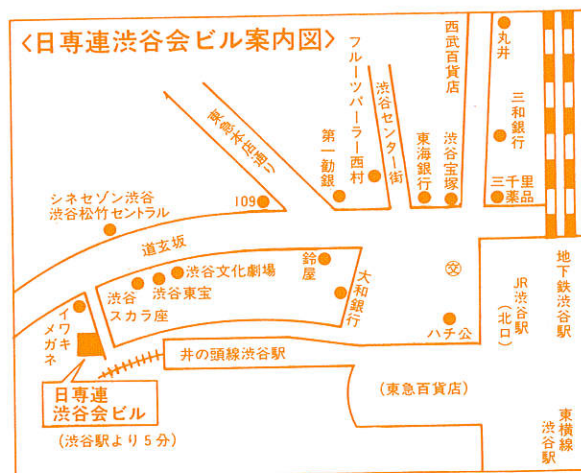 〈日専連渋谷会ビル案内図〉
西武百貨店
丸井
フルーツパーラー西村
渋谷センター街
三和銀行
東急本店通り
第一勧銀
東海銀行
渋谷宝塚
三千里
薬品
109
シネセゾン渋谷
渋谷松竹セントラル
道玄坂
鈴屋
大和銀行
交
渋谷文化劇場
渋谷東宝
渋谷
スカラ座
ハチ公
JR渋谷駅
(北口)
地下鉄渋谷駅
イワキ
メガネ
井の頭線渋谷駅
日専連
渋谷会ビル
(渋谷駅より5分)
(東急百貨店)
東横線
渋谷駅